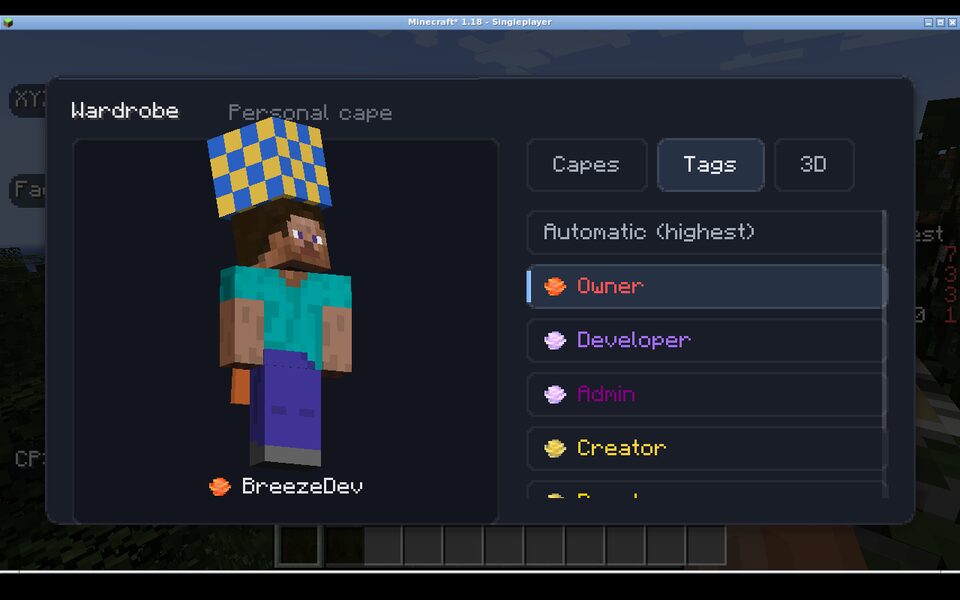 Minecraft* 1.18 - Singleplayer
Wardrobe
Personal cape
Capes
Tags
3D
Automatic (highest)
Owner
Developer
Admin
Creator
BreezeDev